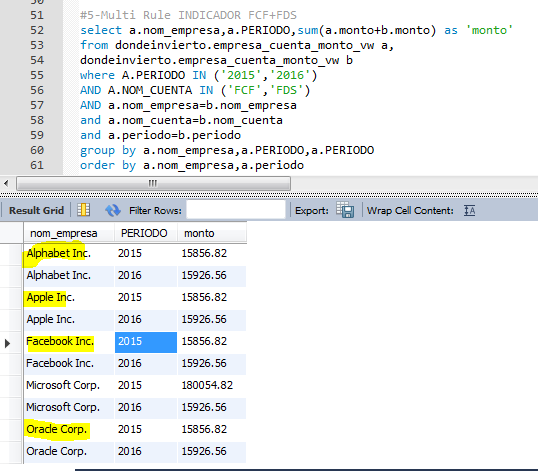 50
51 #5-Multi Rule INDICADOR FCF+FDS
52 select a.nom_empresa,a.PERIODO,sum(a.monto+b.monto) as 'monto'
53 from dondeinvierto.empresa_cuenta_monto_vw a,
54 dondeinvierto.empresa_cuenta_monto_vw b
55 where A.PERIODO IN ('2015','2016')
56 AND A.NOM_CUENTA IN ('FCF','FDS')
57 AND a.nom_empresa=b.nom_empresa
58 and a.nom_cuenta=b.nom_cuenta
59 and a.periodo=b.periodo
60 group by a.nom_empresa,a.PERIODO,a.PERIODO
61 order by a.nom_empresa,a.periodo
Result Grid Filter Rows: Export: Wrap Cell Content:
nom_empresa PERIODO monto
Alphabet Inc. 2015 15856.82
Alphabet Inc. 2016 15926.56
Apple Inc. 2015 15856.82
Apple Inc. 2016 15926.56
Facebook Inc. 2015 15856.82
Facebook Inc. 2016 15926.56
Microsoft Corp. 2015 180054.82
Microsoft Corp. 2016 15926.56
Oracle Corp. 2015 15856.82
Oracle Corp. 2016 15926.56